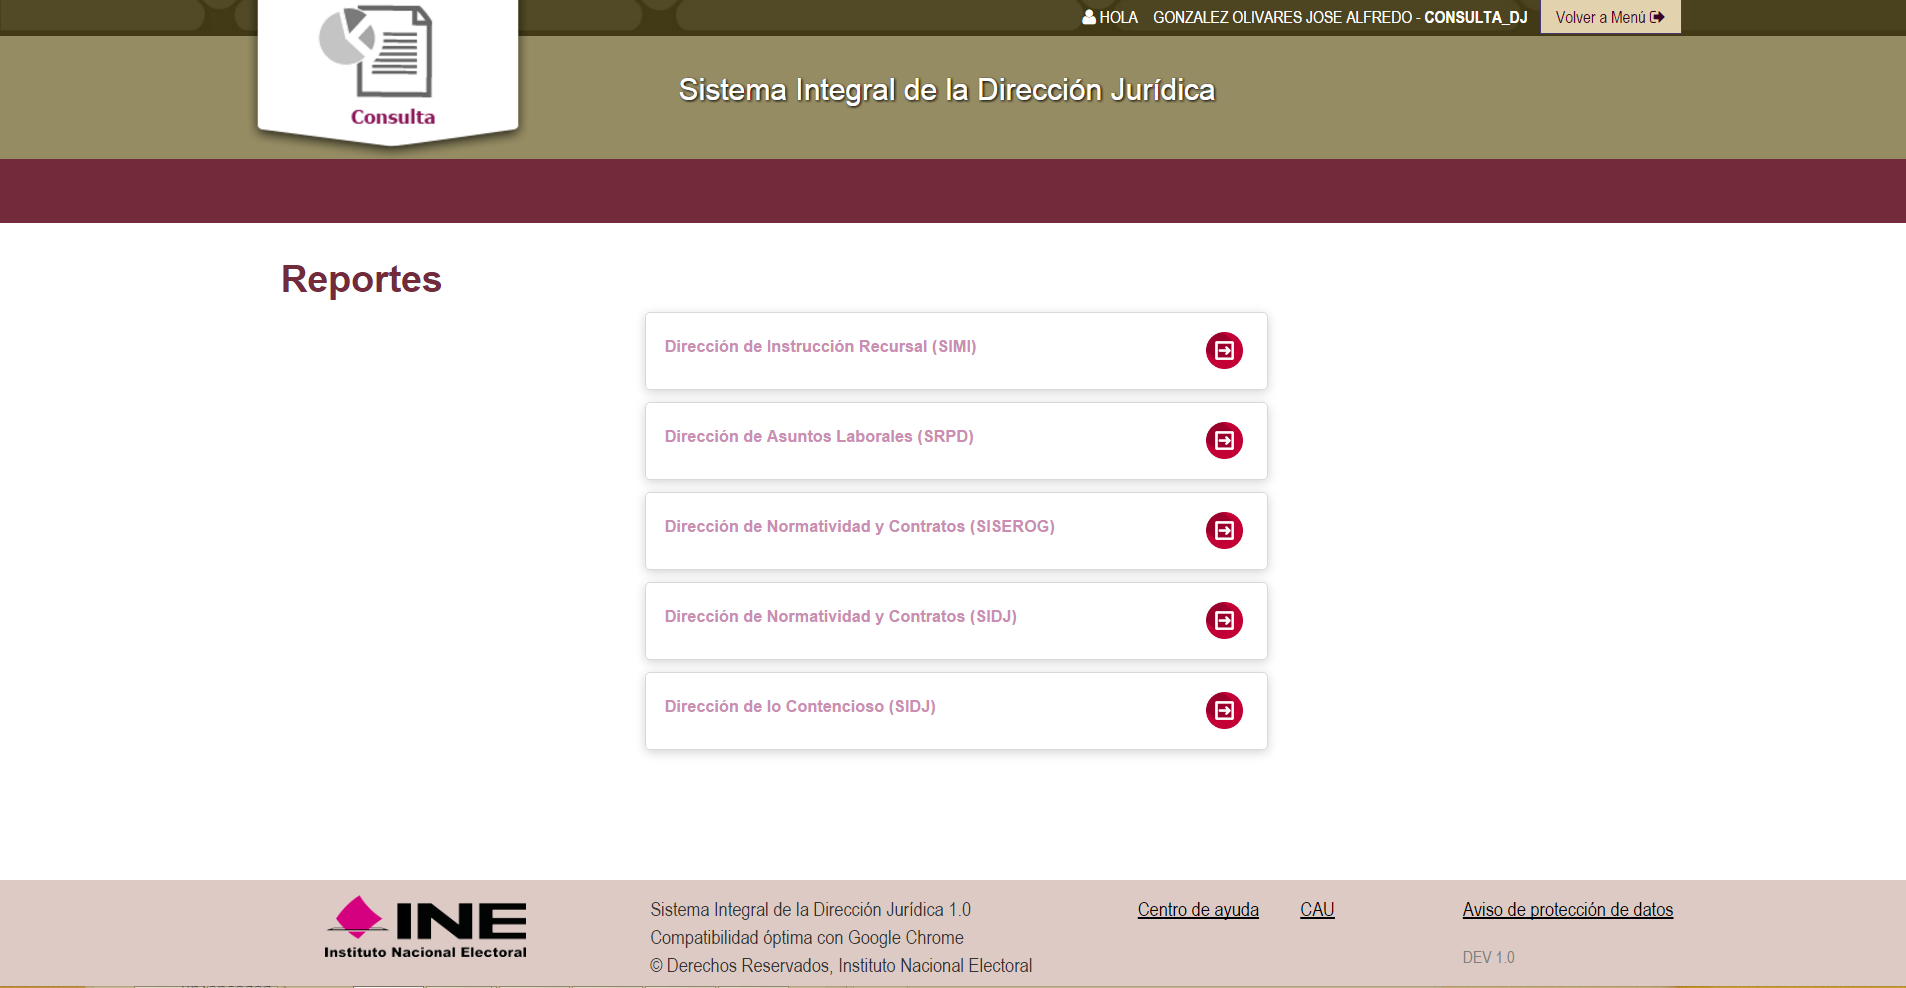 HOLA GONZALEZ OLIVARES JOSE ALFREDO - CONSULTA_DJ Volver a Menú
Consulta
Sistema Integral de la Dirección Jurídica
Reportes
Dirección de Instrucción Recursal (SIMI)
Dirección de Asuntos Laborales (SRPD)
Dirección de Normatividad y Contratos (SISEROG)
Dirección de Normatividad y Contratos (SIDJ)
Dirección de lo Contencioso (SIDJ)
INE
Instituto Nacional Electoral
Sistema Integral de la Dirección Jurídica 1.0
Compatibilidad óptima con Google Chrome
© Derechos Reservados, Instituto Nacional Electoral
Centro de ayuda CAU Aviso de protección de datos
DEV 1.0